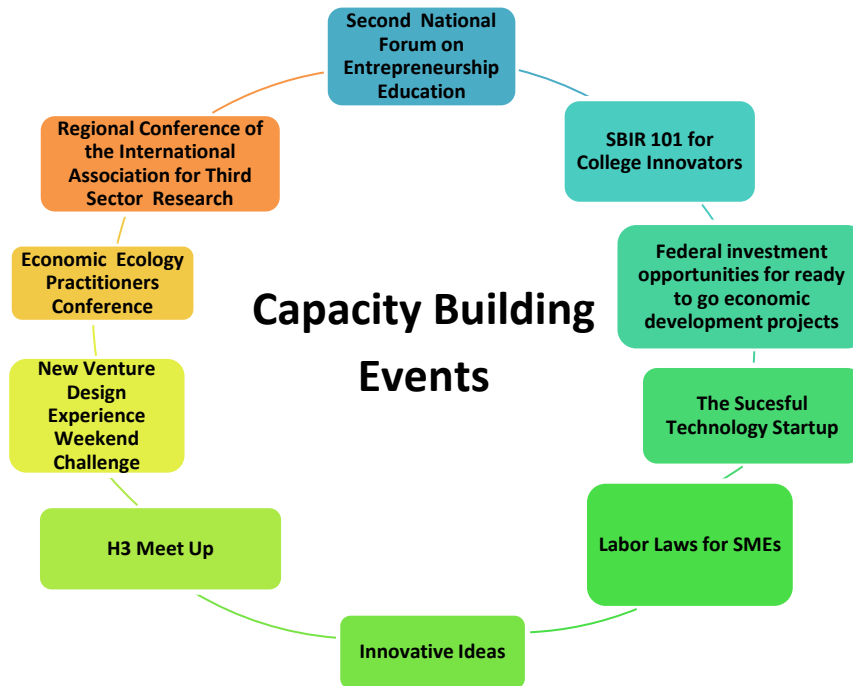 Second National
Forum on
Entrepreneurship
Education
SBIR 101 for
College Innovators
Federal investment
opportunities for ready
to go economic
development projects
The Sucesful
Technology Startup
Labor Laws for SMEs
Innovative Ideas
H3 Meet Up
New Venture
Design
Experience
Weekend
Challenge
Economic Ecology
Practitioners
Conference
Regional Conference of
the International
Association for Third
Sector Research
Capacity Building
Events